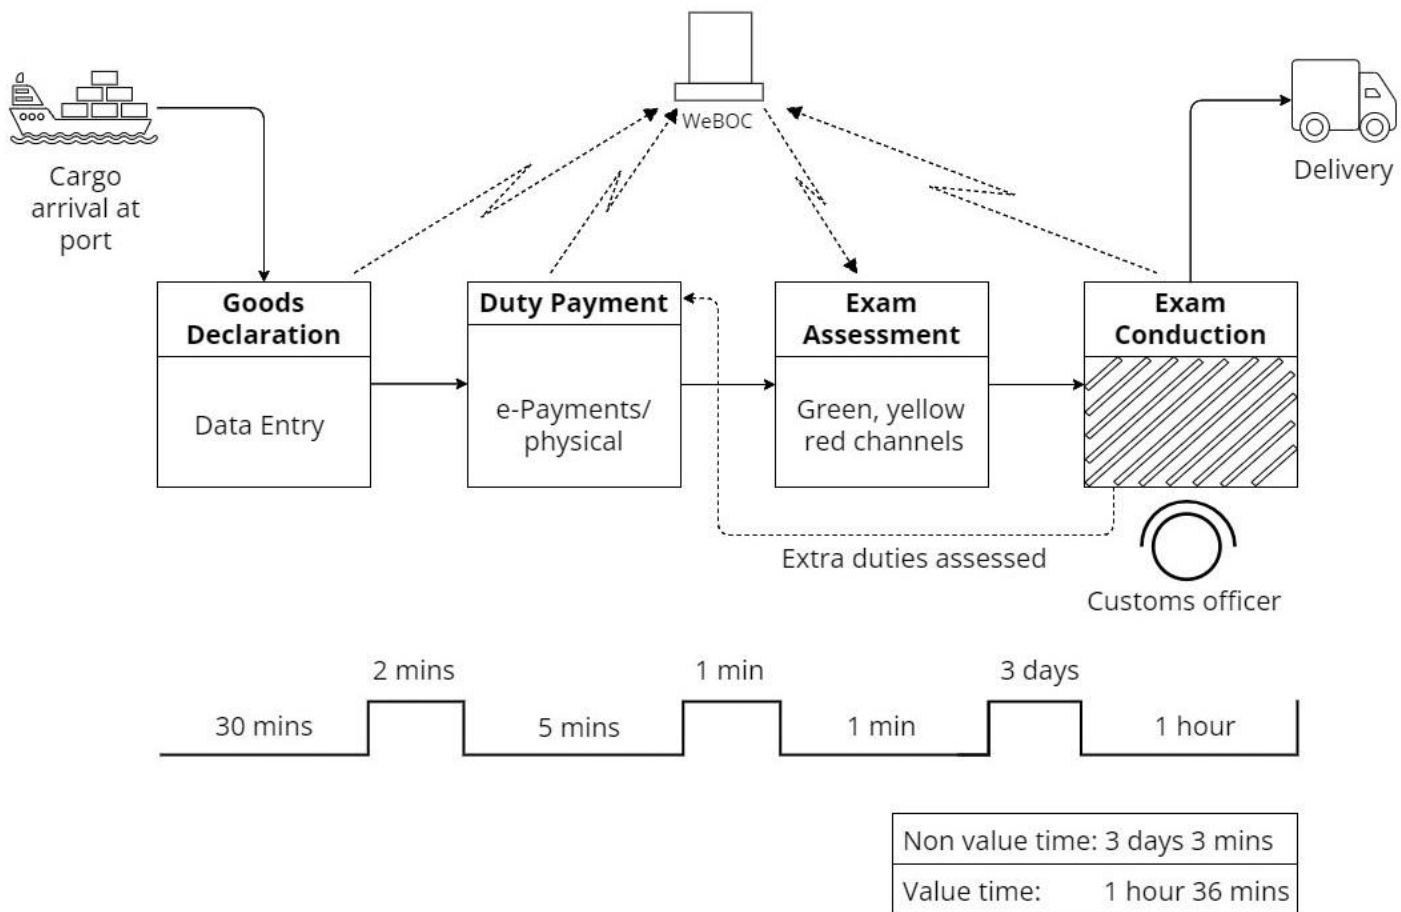 WeBOC
Cargo
arrival at
port
Delivery
Goods
Declaration
Data Entry
Duty Payment
e-Payments/
physical
Exam
Assessment
Green, yellow
red channels
Exam
Conduction
Extra duties assessed
Customs officer
2 mins
1 min
3 days
30 mins
5 mins
1 min
1 hour
Non value time: 3 days 3 mins
Value time: 1 hour 36 mins